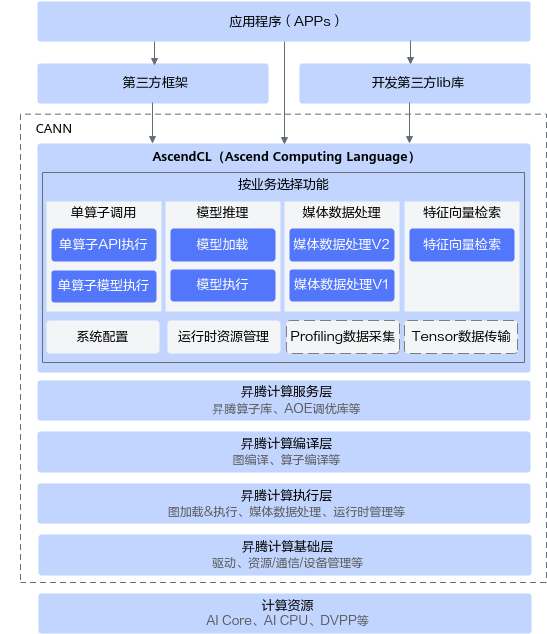 应用程序（APPs）
第三方框架
开发第三方lib库
CANN
AscendCL（Ascend Computing Language）
按业务选择功能
单算子调用
模型推理
媒体数据处理
特征向量检索
单算子API执行
模型加载
媒体数据处理V2
特征向量检索
单算子模型执行
模型执行
媒体数据处理V1
系统配置
运行时资源管理
Profiling数据采集
Tensor数据传输
昇腾计算服务层
昇腾算子库、AOE调优库等
昇腾计算编译层
图编译、算子编译等
昇腾计算执行层
图加载&执行、媒体数据处理、运行时管理等
昇腾计算基础层
驱动、资源/通信/设备管理等
计算资源
AI Core、AI CPU、DVPP等